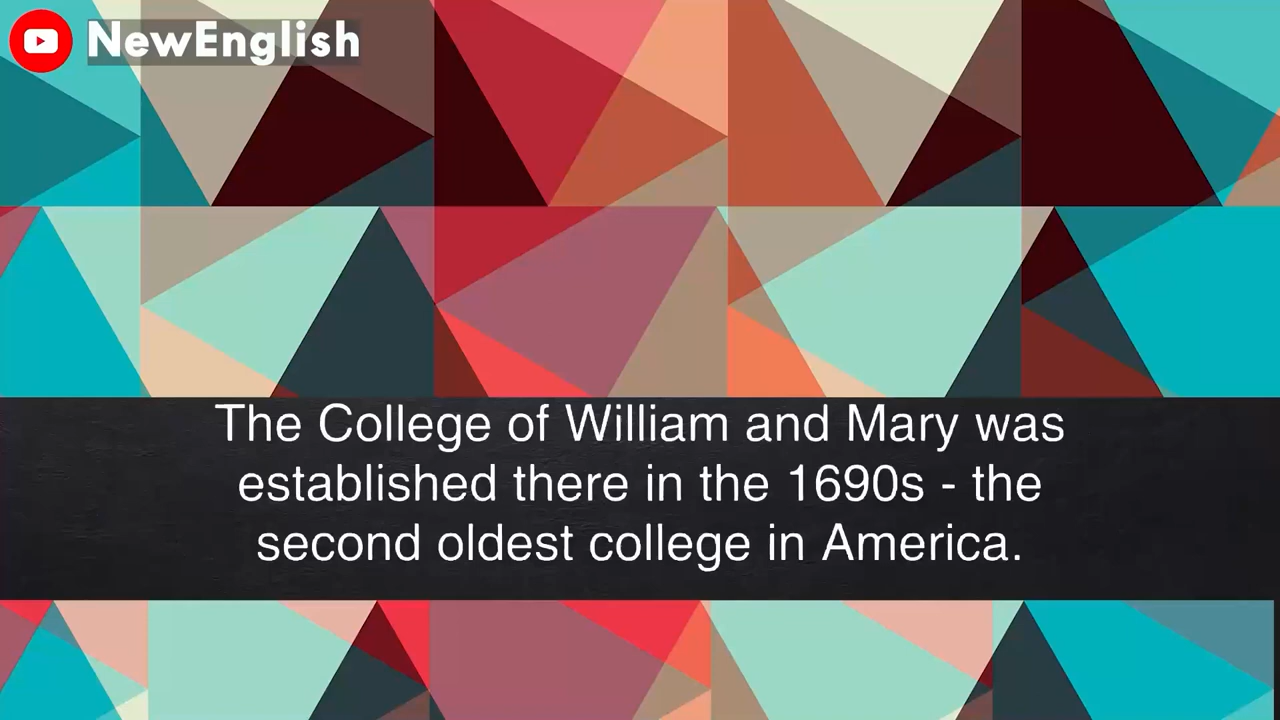 NewEnglish
The College of William and Mary was
established there in the 1690s - the
second oldest college in America.